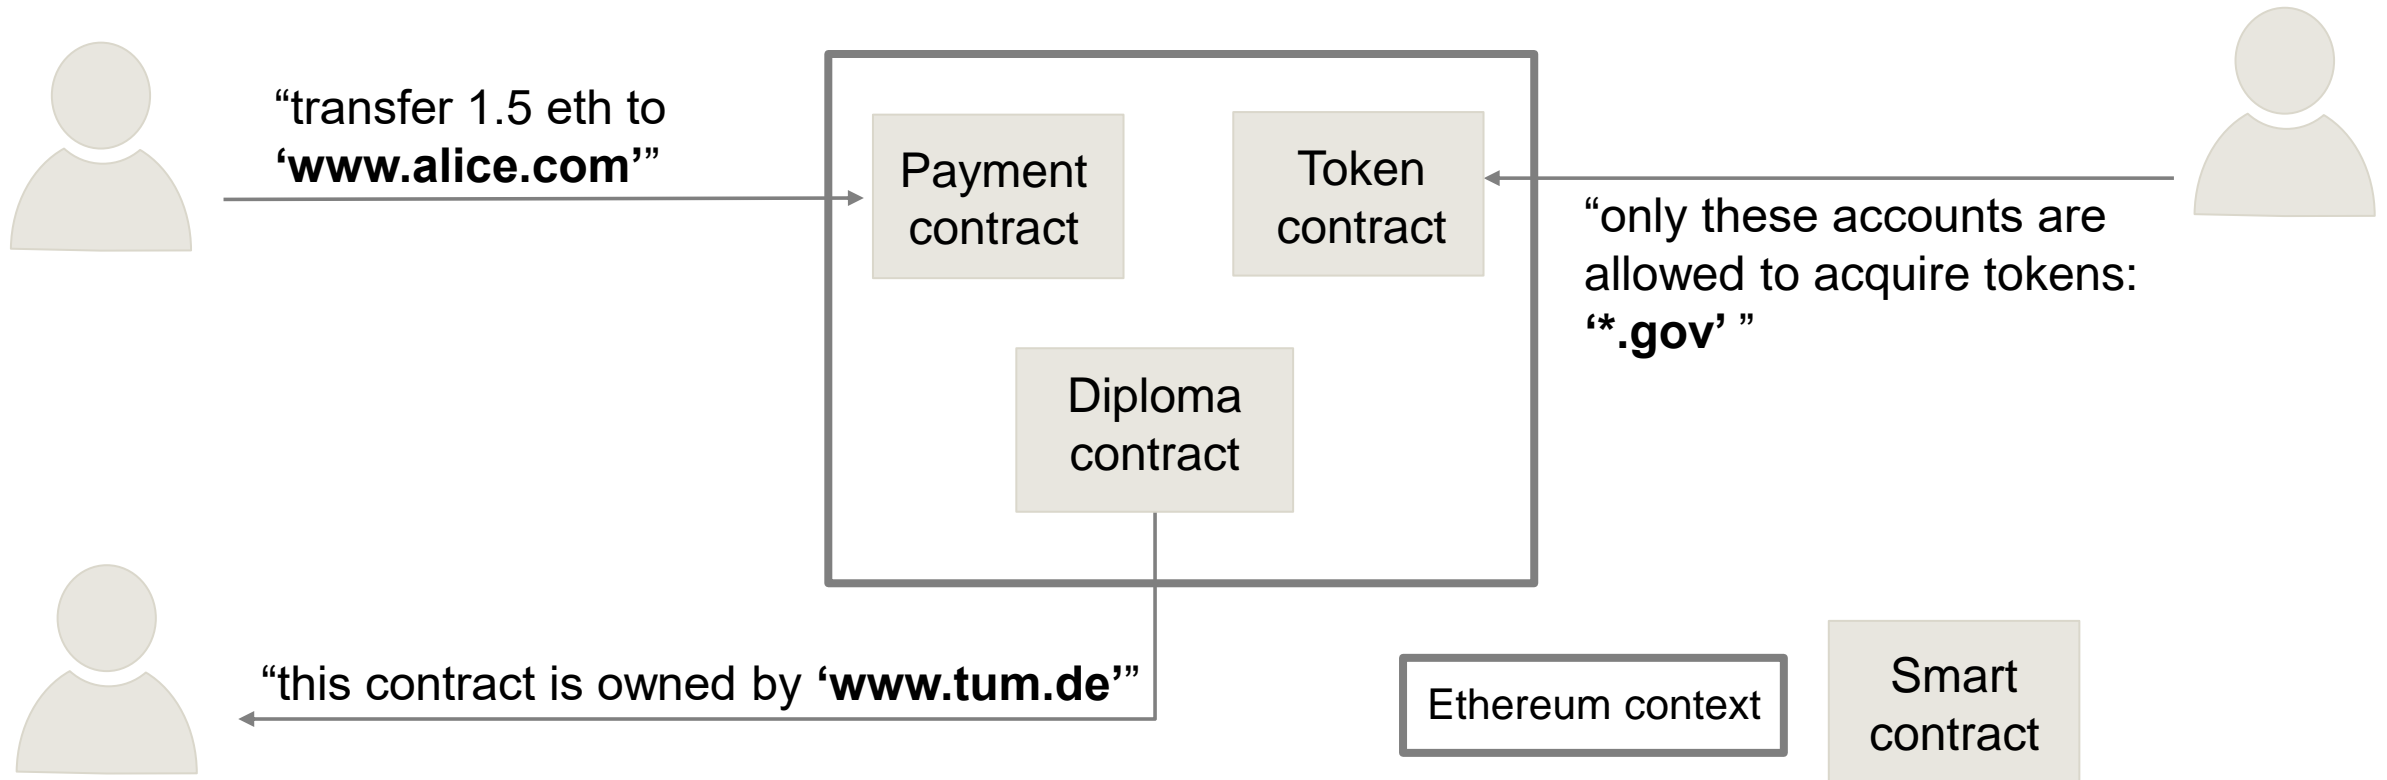 “transfer 1.5 eth to
‘www.alice.com’”
Payment
contract
Token
contract
“only these accounts are
allowed to acquire tokens:
‘*.gov’ ”
Diploma
contract
“this contract is owned by ‘www.tum.de’”
Ethereum context
Smart
contract